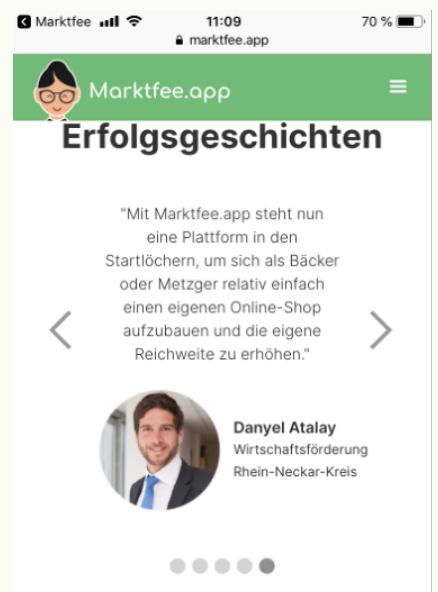 Marktfee 11:09 70 %
marktfee.app
Marktfee.app
Erfolgsgeschichten
"Mit Marktfee.app steht nun
eine Plattform in den
Startlöchern, um sich als Bäcker
oder Metzger relativ einfach
einen eigenen Online-Shop
aufzubauen und die eigene
Reichweite zu erhöhen."
Danyel Atalay
Wirtschaftsförderung
Rhein-Neckar-Kreis